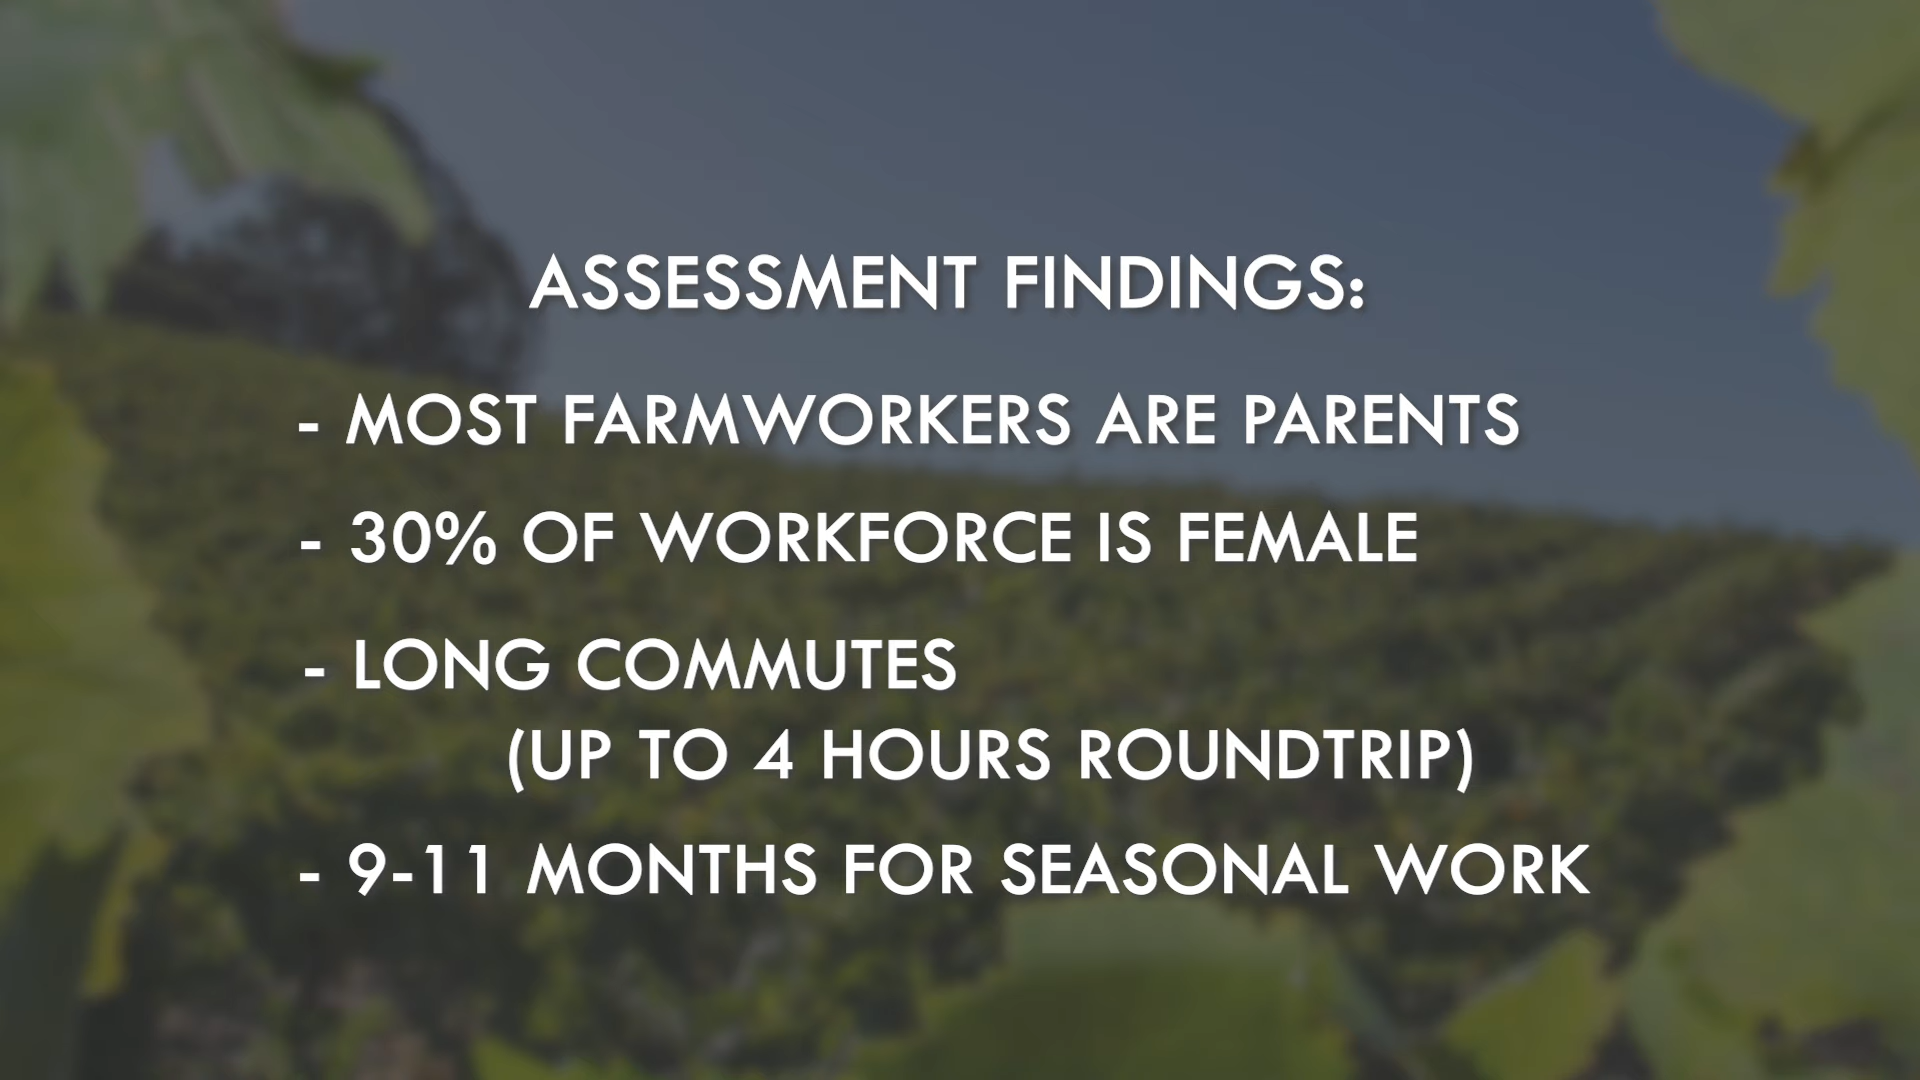 ASSESSMENT FINDINGS:
- MOST FARMWORKERS ARE PARENTS
- 30% OF WORKFORCE IS FEMALE
- LONG COMMUTES
(UP TO 4 HOURS ROUNDTRIP)
- 9-11 MONTHS FOR SEASONAL WORK